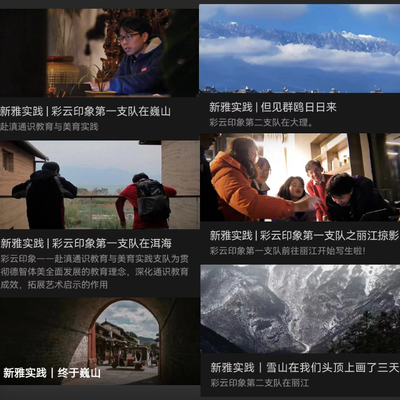 新雅实践 | 彩云印象第一支队在巍山
赴滇通识教育与美育实践
新雅实践 | 彩云印象第一支队在洱海
彩云印象——赴滇通识教育与美育实践支队为贯
彻德智体美全面发展的教育理念，深化通识教育
成效，拓展艺术启示的作用
新雅实践丨终于巍山
新雅实践 | 但见群鸥日日来
彩云印象第二支队在大理。
新雅实践 | 彩云印象第一支队之丽江掠影
彩云印象第一支队前往丽江开始写生啦！
新雅实践丨雪山在我们头顶上画了三天
彩云印象第二支队在丽江